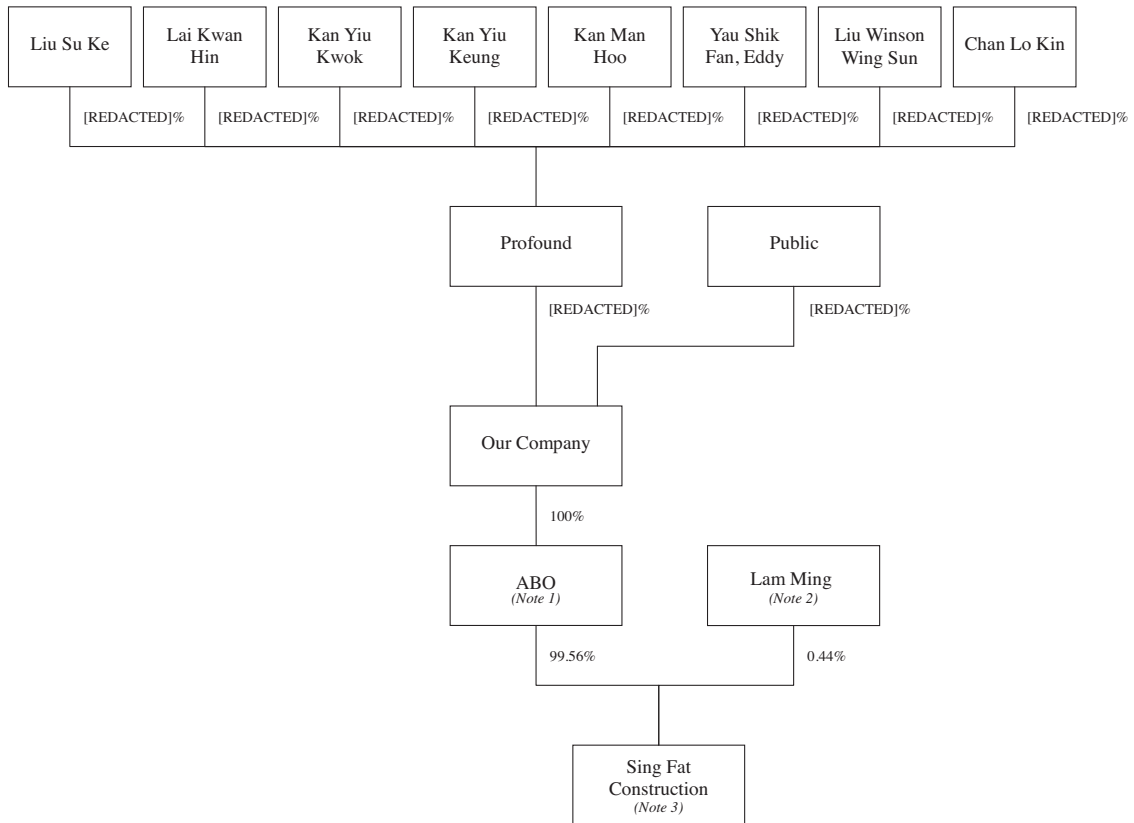 Liu Su Ke
Lai Kwan
Hin
Kan Yiu
Kwok
Kan Yiu
Keung
Kan Man
Hoo
Yau Shik
Fan, Eddy
Liu Winson
Wing Sun
Chan Lo Kin
[REDACTED]%
[REDACTED]%
[REDACTED]%
[REDACTED]%
[REDACTED]%
[REDACTED]%
[REDACTED]%
[REDACTED]%
Profound
Public
[REDACTED]%
[REDACTED]%
Our Company
100%
ABO
(Note 1)
Lam Ming
(Note 2)
99.56%
0.44%
Sing Fat
Construction
(Note 3)